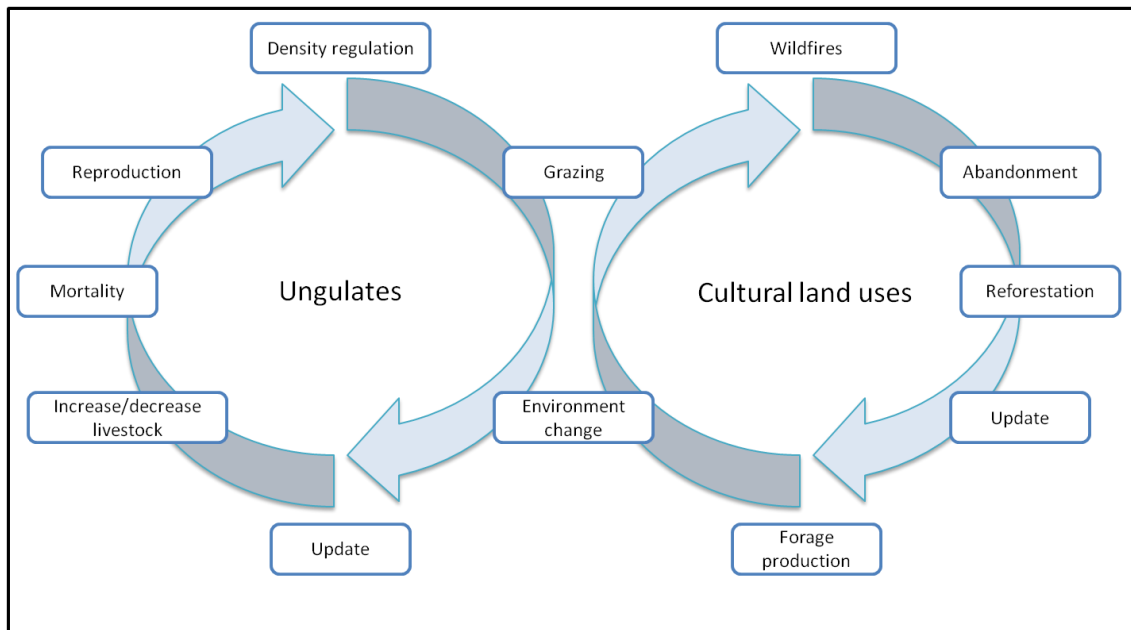 Density regulation
Wildfires
Reproduction
Grazing
Abandonment
Mortality
Ungulates
Cultural land uses
Reforestation
Increase/decrease
livestock
Environment
change
Update
Update
Forage
production